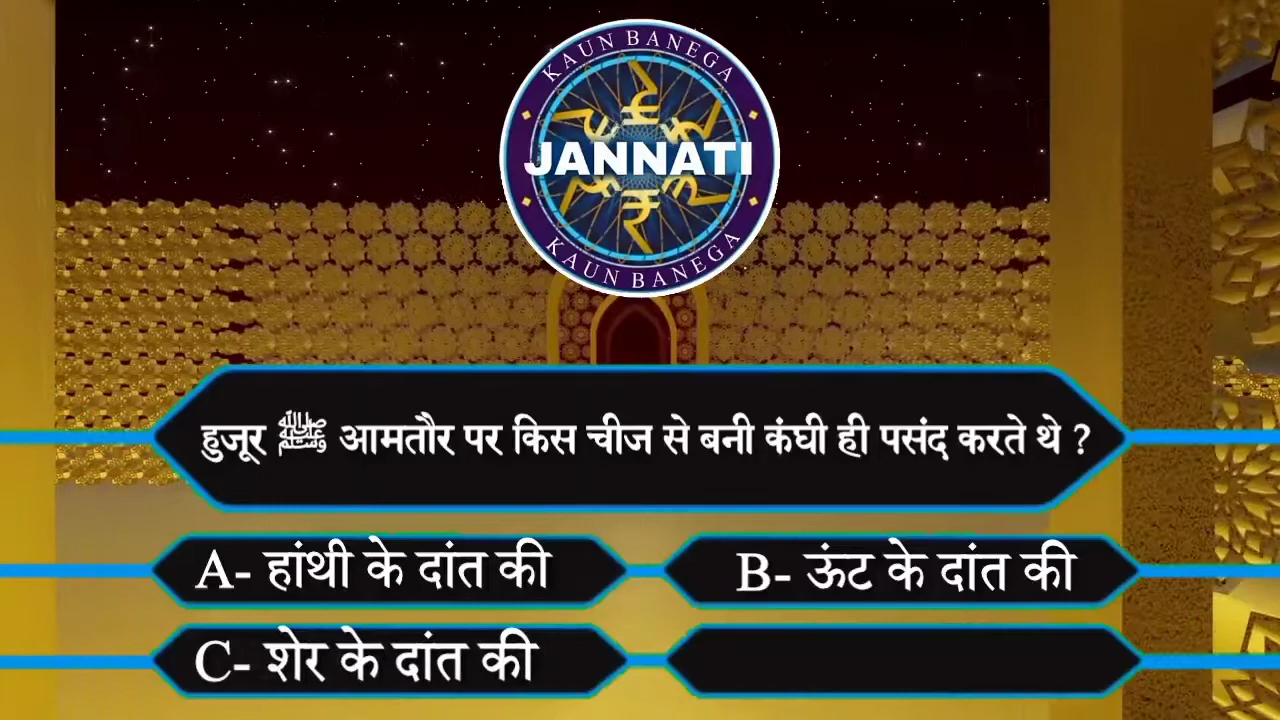 KAUN BANEGA
JANNATI
KAUN BANEGA
हुजूर ﷺ आमतौर पर किस चीज से बनी कंघी ही पसंद करते थे ?
A- हांथी के दांत की
B- ऊंट के दांत की
C- शेर के दांत की